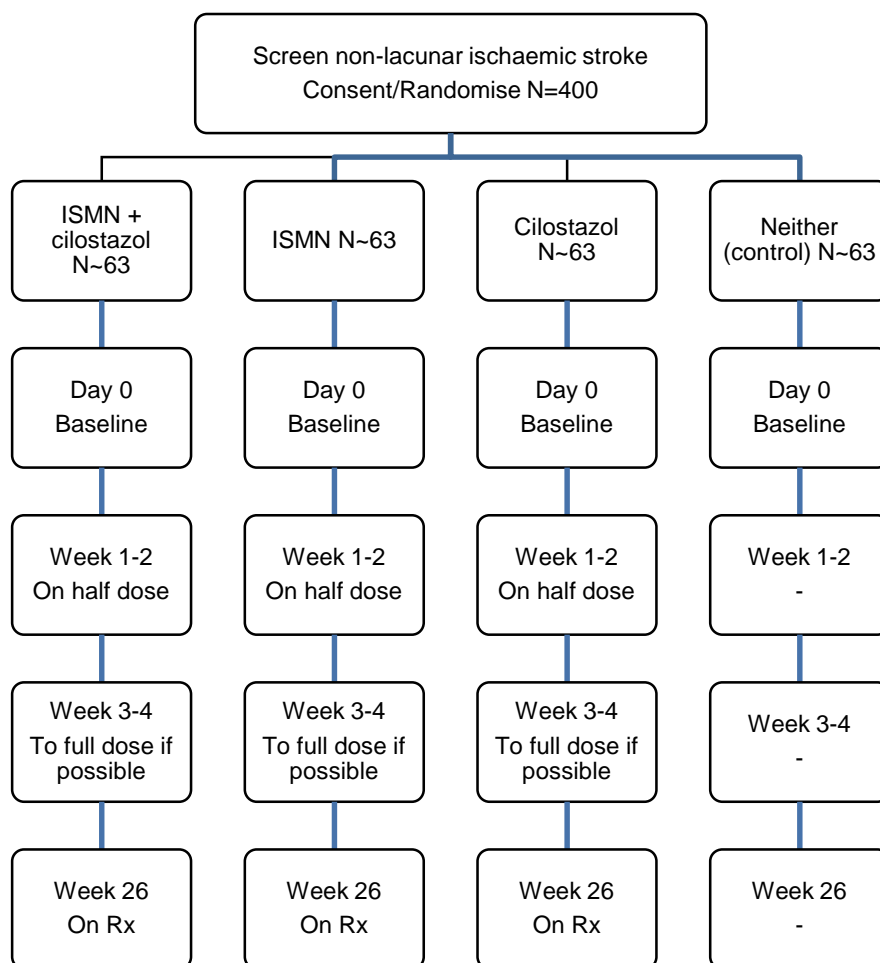 Screen non-lacunar ischaemic stroke
Consent/Randomise N=400
ISMN +
cilostazol
N~63
ISMN N~63
Cilostazol
N~63
Neither
(control) N~63
Day 0
Baseline
Day 0
Baseline
Day 0
Baseline
Day 0
Baseline
Week 1-2
On half dose
Week 1-2
On half dose
Week 1-2
On half dose
Week 1-2
-
Week 3-4
To full dose if
possible
Week 3-4
To full dose if
possible
Week 3-4
To full dose if
possible
Week 3-4
-
Week 26
On Rx
Week 26
On Rx
Week 26
On Rx
Week 26
-